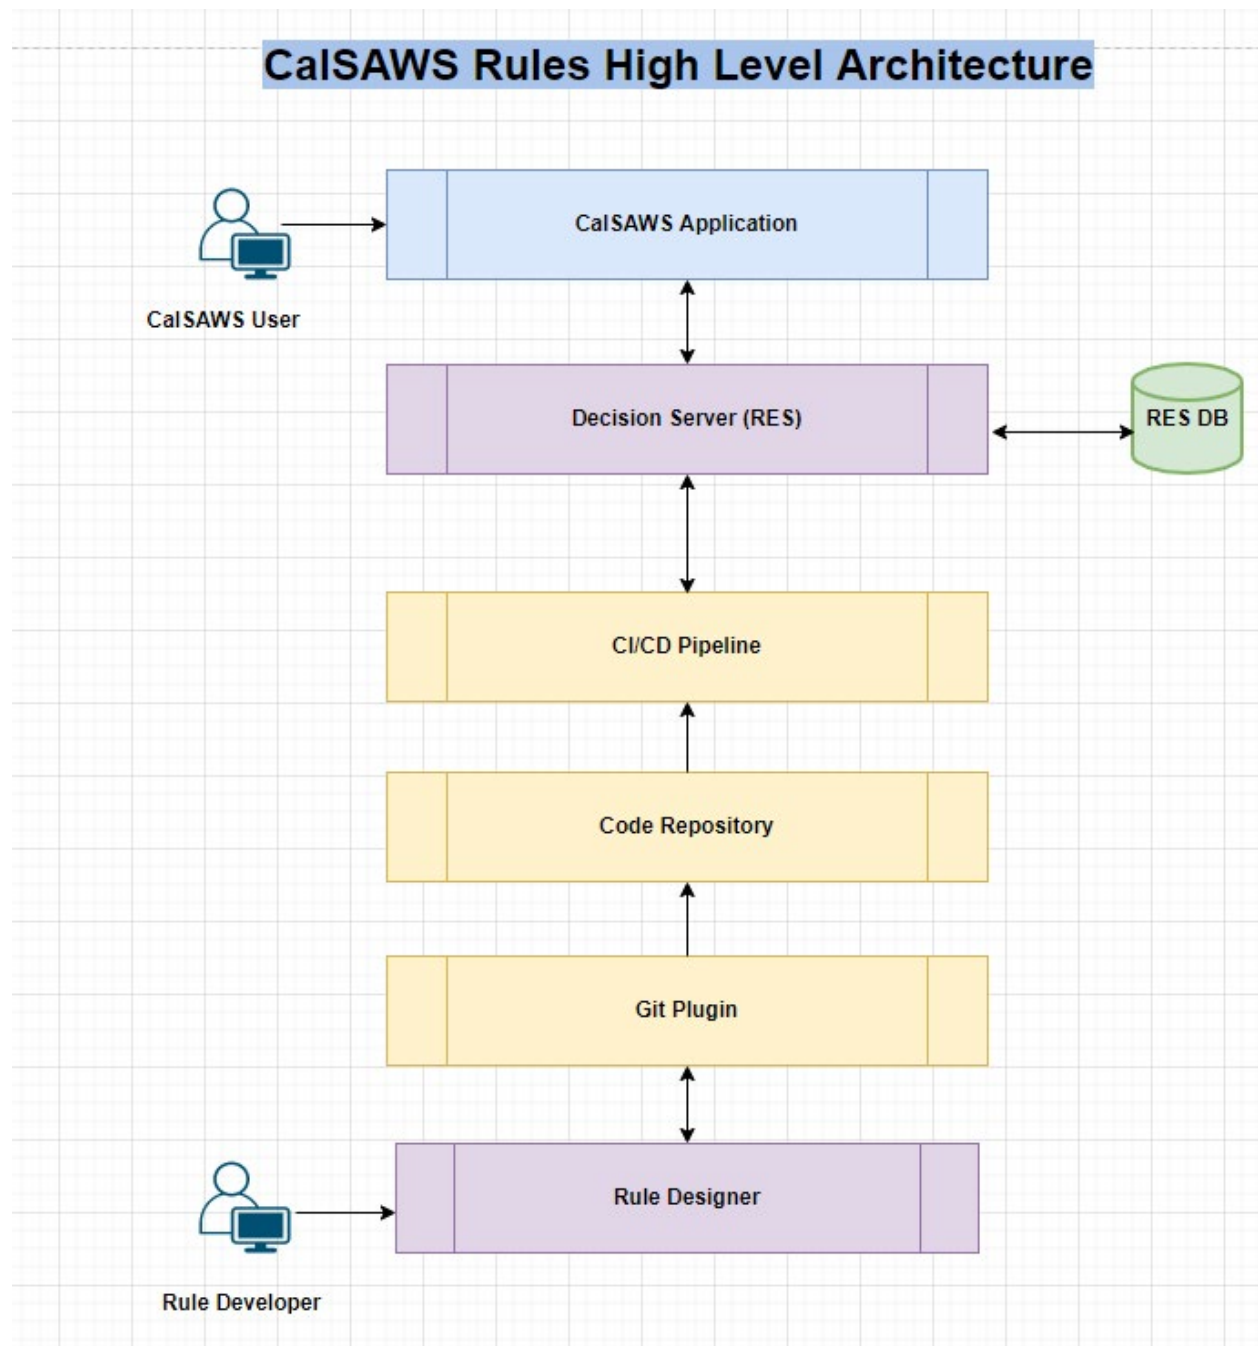 CalSAWS Rules High Level Architecture
CalSAWS Application
CalSAWS User
Decision Server (RES)
RES DB
CI/CD Pipeline
Code Repository
Git Plugin
Rule Designer
Rule Developer